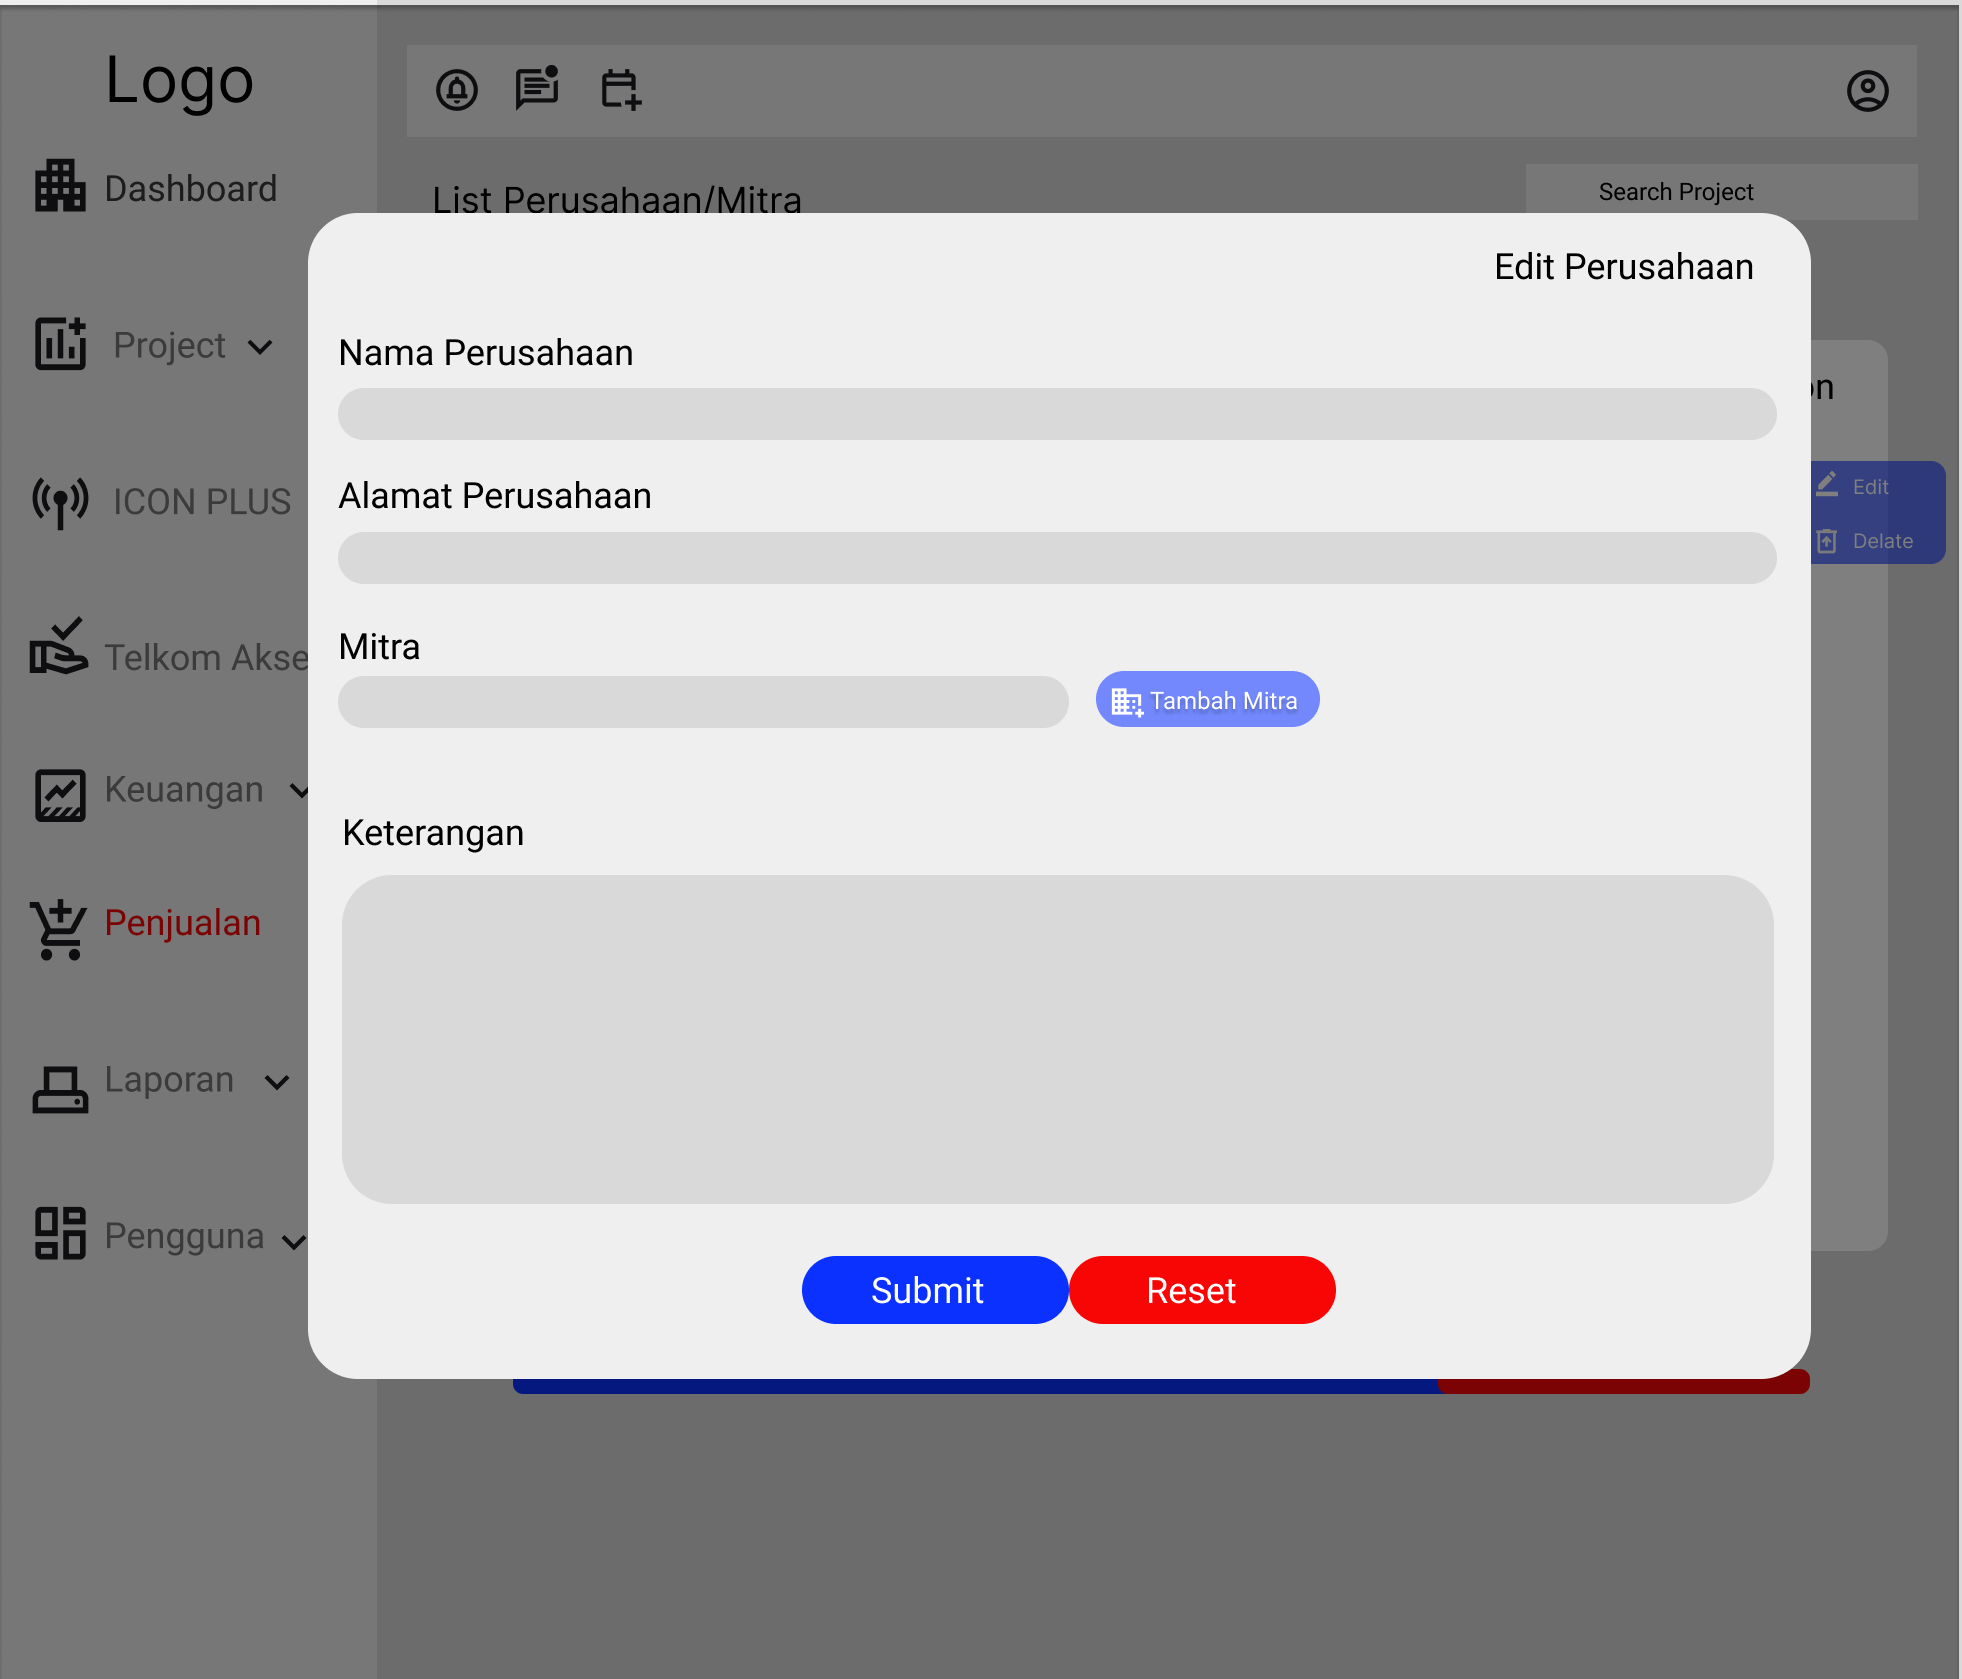 Logo
Dashboard
Project
ICON PLUS
Telkom Akse
Keuangan
Penjualan
Laporan
Pengguna
List Perusahaan/Mitra
Search Project
Edit Perusahaan
Nama Perusahaan
Alamat Perusahaan
Mitra
Tambah Mitra
Keterangan
Submit
Reset
on
Edit
Delate